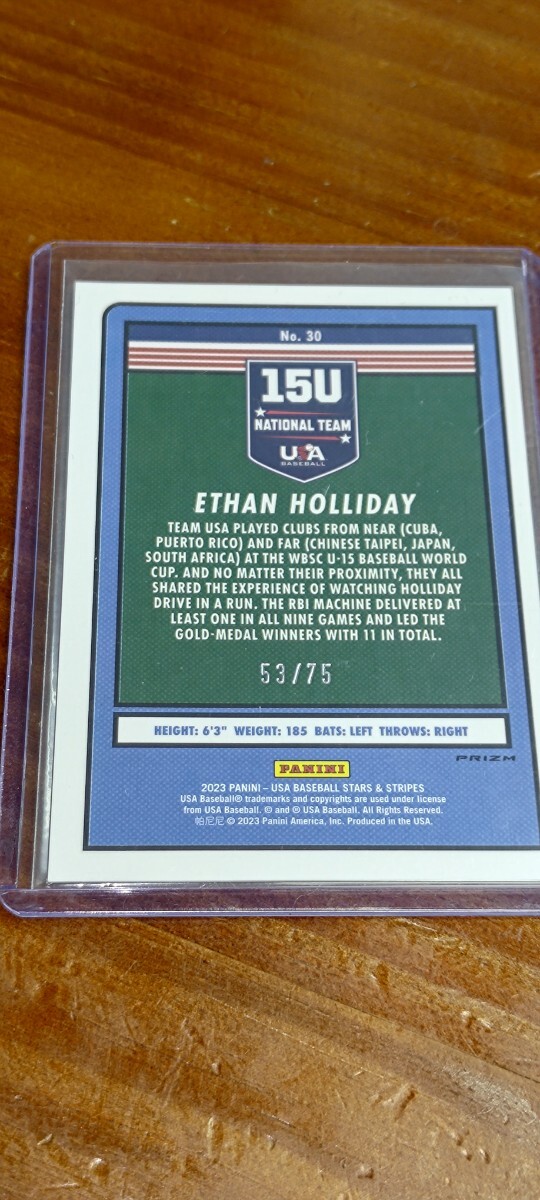 No. 30
15U
NATIONAL TEAM
USA
BASEBALL
ETHAN HOLLIDAY
TEAM USA PLAYED CLUBS FROM NEAR (CUBA,
PUERTO RICO) AND FAR (CHINESE TAIPEI, JAPAN,
SOUTH AFRICA) AT THE WBSC U-15 BASEBALL WORLD
CUP. AND NO MATTER THEIR PROXIMITY, THEY ALL
SHARED THE EXPERIENCE OF WATCHING HOLLIDAY
DRIVE IN A RUN. THE RBI MACHINE DELIVERED AT
LEAST ONE IN ALL NINE GAMES AND LED THE
GOLD-MEDAL WINNERS WITH 11 IN TOTAL.
53/75
HEIGHT: 6'3" WEIGHT: 185 BATS: LEFT THROWS: RIGHT
PRIZM
PANINI
2023 PANINI – USA BASEBALL STARS & STRIPES
USA Baseball® trademarks and copyrights are used under license
from USA Baseball. © and ® USA Baseball. All Rights Reserved.
帕尼尼 © 2023 Panini America, Inc. Produced in the USA.